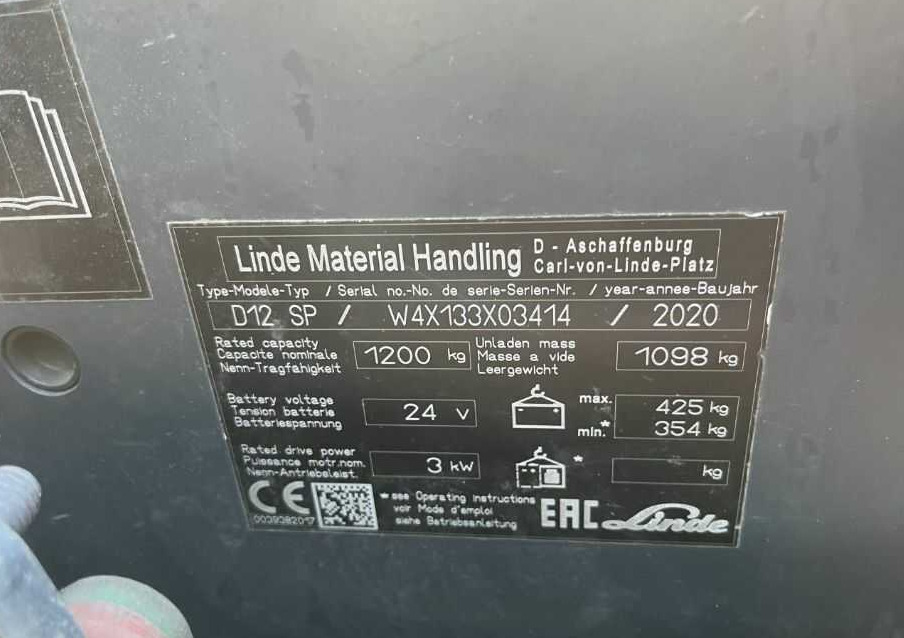 Linde Material Handling D - Aschaffenburg
Carl-von-Linde-Platz
Type-Modele-Typ / Serial no.-No. de serie-Serien-Nr. / year-annee-Baujahr
D12 SP / W4X133X03414 / 2020
Rated capacity
Capacite nominale
Nenn-Tragfahigkeit
1200 kg
Unladen mass
Masse a vide
Leergewicht
1098 kg
Battery voltage
Tension batterie
Batteriespannung
24 V
max. 425 kg
min.* 354 kg
Rated drive power
Puissance motr.nom.
Nenn-Antriebsleist.
3 kW
*
kg
CE
0039382017
* see Operating instructions
voir Mode d'emploi
siehe Betriebsanleitung
EAC Linde